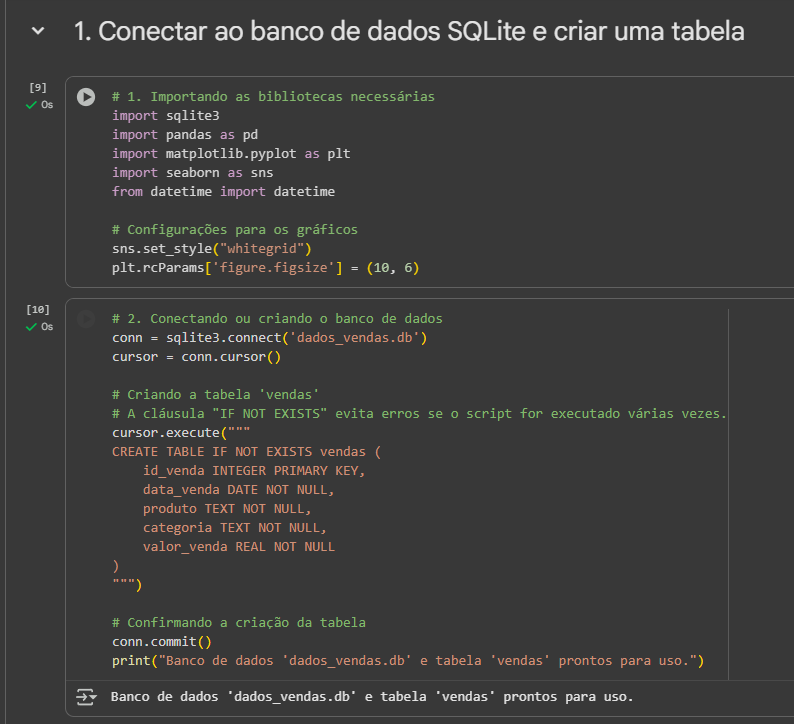 1. Conectar ao banco de dados SQLite e criar uma tabela
[9]
0s
# 1. Importando as bibliotecas necessárias
import sqlite3
import pandas as pd
import matplotlib.pyplot as plt
import seaborn as sns
from datetime import datetime

# Configurações para os gráficos
sns.set_style("whitegrid")
plt.rcParams['figure.figsize'] = (10, 6)
[10]
0s
# 2. Conectando ou criando o banco de dados
conn = sqlite3.connect('dados_vendas.db')
cursor = conn.cursor()

# Criando a tabela 'vendas'
# A cláusula "IF NOT EXISTS" evita erros se o script for executado várias vezes.
cursor.execute("""
CREATE TABLE IF NOT EXISTS vendas (
    id_venda INTEGER PRIMARY KEY,
    data_venda DATE NOT NULL,
    produto TEXT NOT NULL,
    categoria TEXT NOT NULL,
    valor_venda REAL NOT NULL
)
""")

# Confirmando a criação da tabela
conn.commit()
print("Banco de dados 'dados_vendas.db' e tabela 'vendas' prontos para uso.")
Banco de dados 'dados_vendas.db' e tabela 'vendas' prontos para uso.